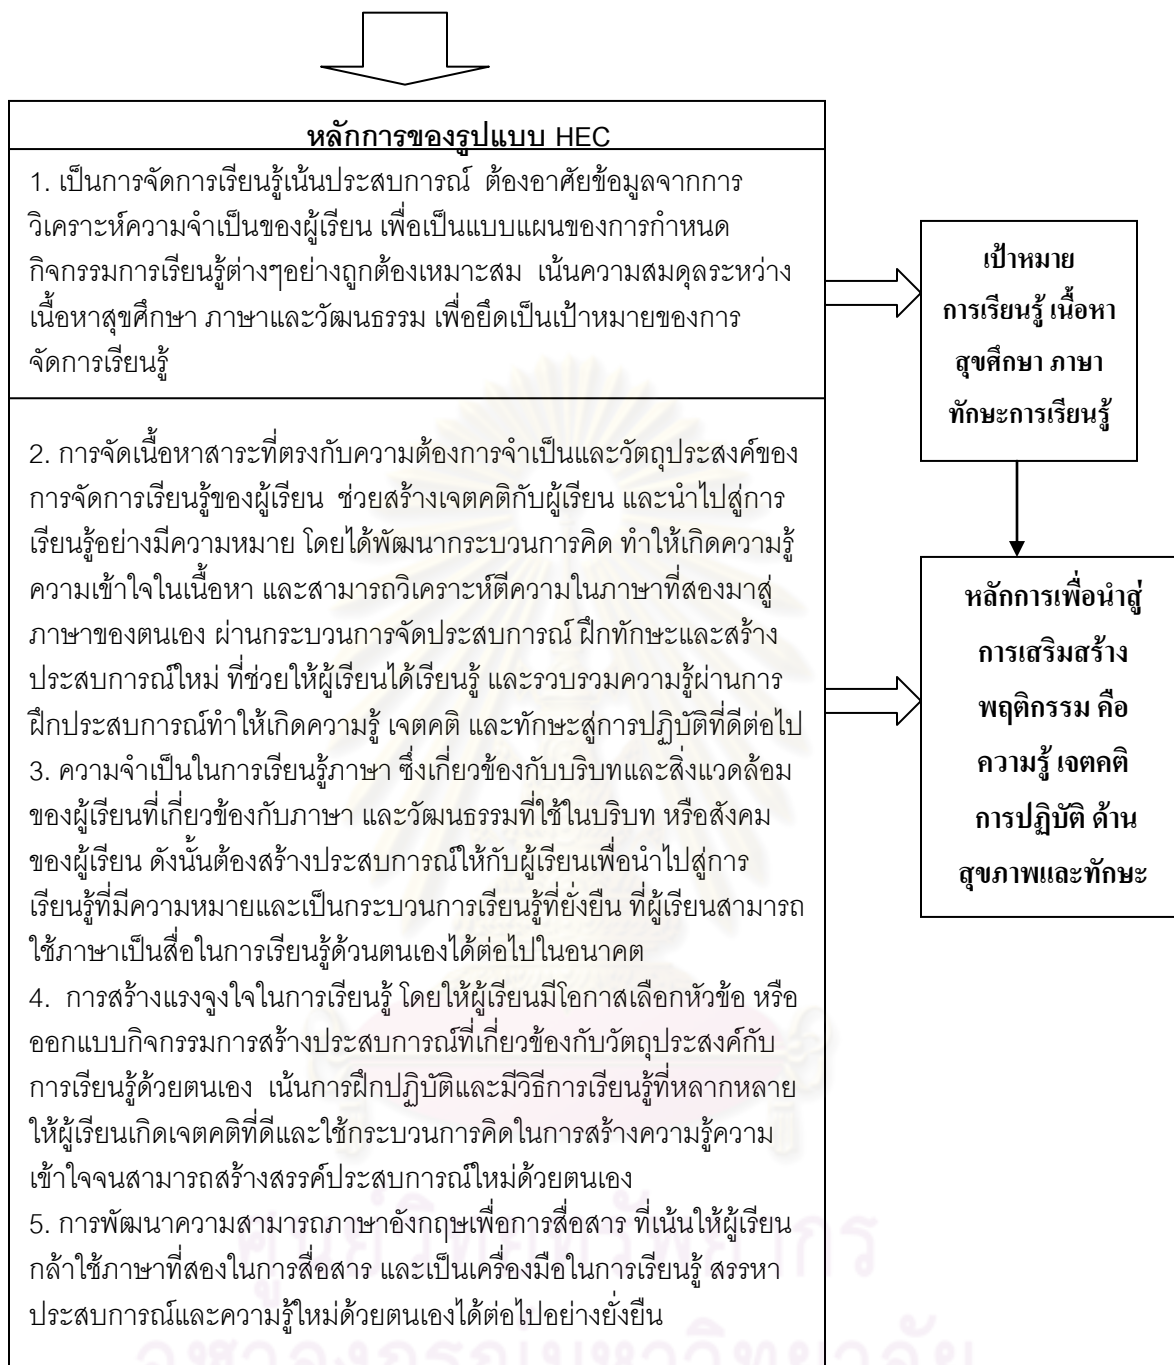 หลักการของรูปแบบ HEC
1. เป็นการจัดการเรียนรู้เน้นประสบการณ์ ต้องอาศัยข้อมูลจากการ
วิเคราะห์ความจำเป็นของผู้เรียน เพื่อเป็นแบบแผนของการกำหนด
กิจกรรมการเรียนรู้ต่างๆอย่างถูกต้องเหมาะสม เน้นความสมดุลระหว่าง
เนื้อหาสุขศึกษา ภาษาและวัฒนธรรม เพื่อยึดเป็นเป้าหมายของการ
จัดการเรียนรู้
เป้าหมาย
การเรียนรู้ เนื้อหา
สุขศึกษา ภาษา
ทักษะการเรียนรู้
2. การจัดเนื้อหาสาระที่ตรงกับความต้องการจำเป็นและวัตถุประสงค์ของ
การจัดการเรียนรู้ของผู้เรียน ช่วยสร้างเจตคติกับผู้เรียน และนำไปสู่การ
เรียนรู้อย่างมีความหมาย โดยได้พัฒนากระบวนการคิด ทำให้เกิดความรู้
ความเข้าใจในเนื้อหา และสามารถวิเคราะห์ตีความในภาษาที่สองมาสู่
ภาษาของตนเอง ผ่านกระบวนการจัดประสบการณ์ ฝึกทักษะและสร้าง
ประสบการณ์ใหม่ ที่ช่วยให้ผู้เรียนได้เรียนรู้ และรวบรวมความรู้ผ่านการ
ฝึกประสบการณ์ทำให้เกิดความรู้ เจตคติ และทักษะสู่การปฏิบัติที่ดีต่อไป
3. ความจำเป็นในการเรียนรู้ภาษา ซึ่งเกี่ยวข้องกับบริบทและสิ่งแวดล้อม
ของผู้เรียนที่เกี่ยวข้องกับภาษา และวัฒนธรรมที่ใช้ในบริบท หรือสังคม
ของผู้เรียน ดังนั้นต้องสร้างประสบการณ์ให้กับผู้เรียนเพื่อนำไปสู่การ
เรียนรู้ที่มีความหมายและเป็นกระบวนการเรียนรู้ที่ยั่งยืน ที่ผู้เรียนสามารถ
ใช้ภาษาเป็นสื่อในการเรียนรู้ด้วนตนเองได้ต่อไปในอนาคต
4. การสร้างแรงจูงใจในการเรียนรู้ โดยให้ผู้เรียนมีโอกาสเลือกหัวข้อ หรือ
ออกแบบกิจกรรมการสร้างประสบการณ์ที่เกี่ยวข้องกับวัตถุประสงค์กับ
การเรียนรู้ด้วยตนเอง เน้นการฝึกปฏิบัติและมีวิธีการเรียนรู้ที่หลากหลาย
ให้ผู้เรียนเกิดเจตคติที่ดีและใช้กระบวนการคิดในการสร้างความรู้ความ
เข้าใจจนสามารถสร้างสรรค์ประสบการณ์ใหม่ด้วยตนเอง
5. การพัฒนาความสามารถภาษาอังกฤษเพื่อการสื่อสาร ที่เน้นให้ผู้เรียน
กล้าใช้ภาษาที่สองในการสื่อสาร และเป็นเครื่องมือในการเรียนรู้ สรรหา
ประสบการณ์และความรู้ใหม่ด้วยตนเองได้ต่อไปอย่างยั่งยืน
หลักการเพื่อนำสู่
การเสริมสร้าง
พฤติกรรม คือ
ความรู้ เจตคติ
การปฏิบัติ ด้าน
สุขภาพและทักษะ
ศูนย์วิทยทรัพยากร
จุฬาลงกรณ์มหาวิทยาลัย